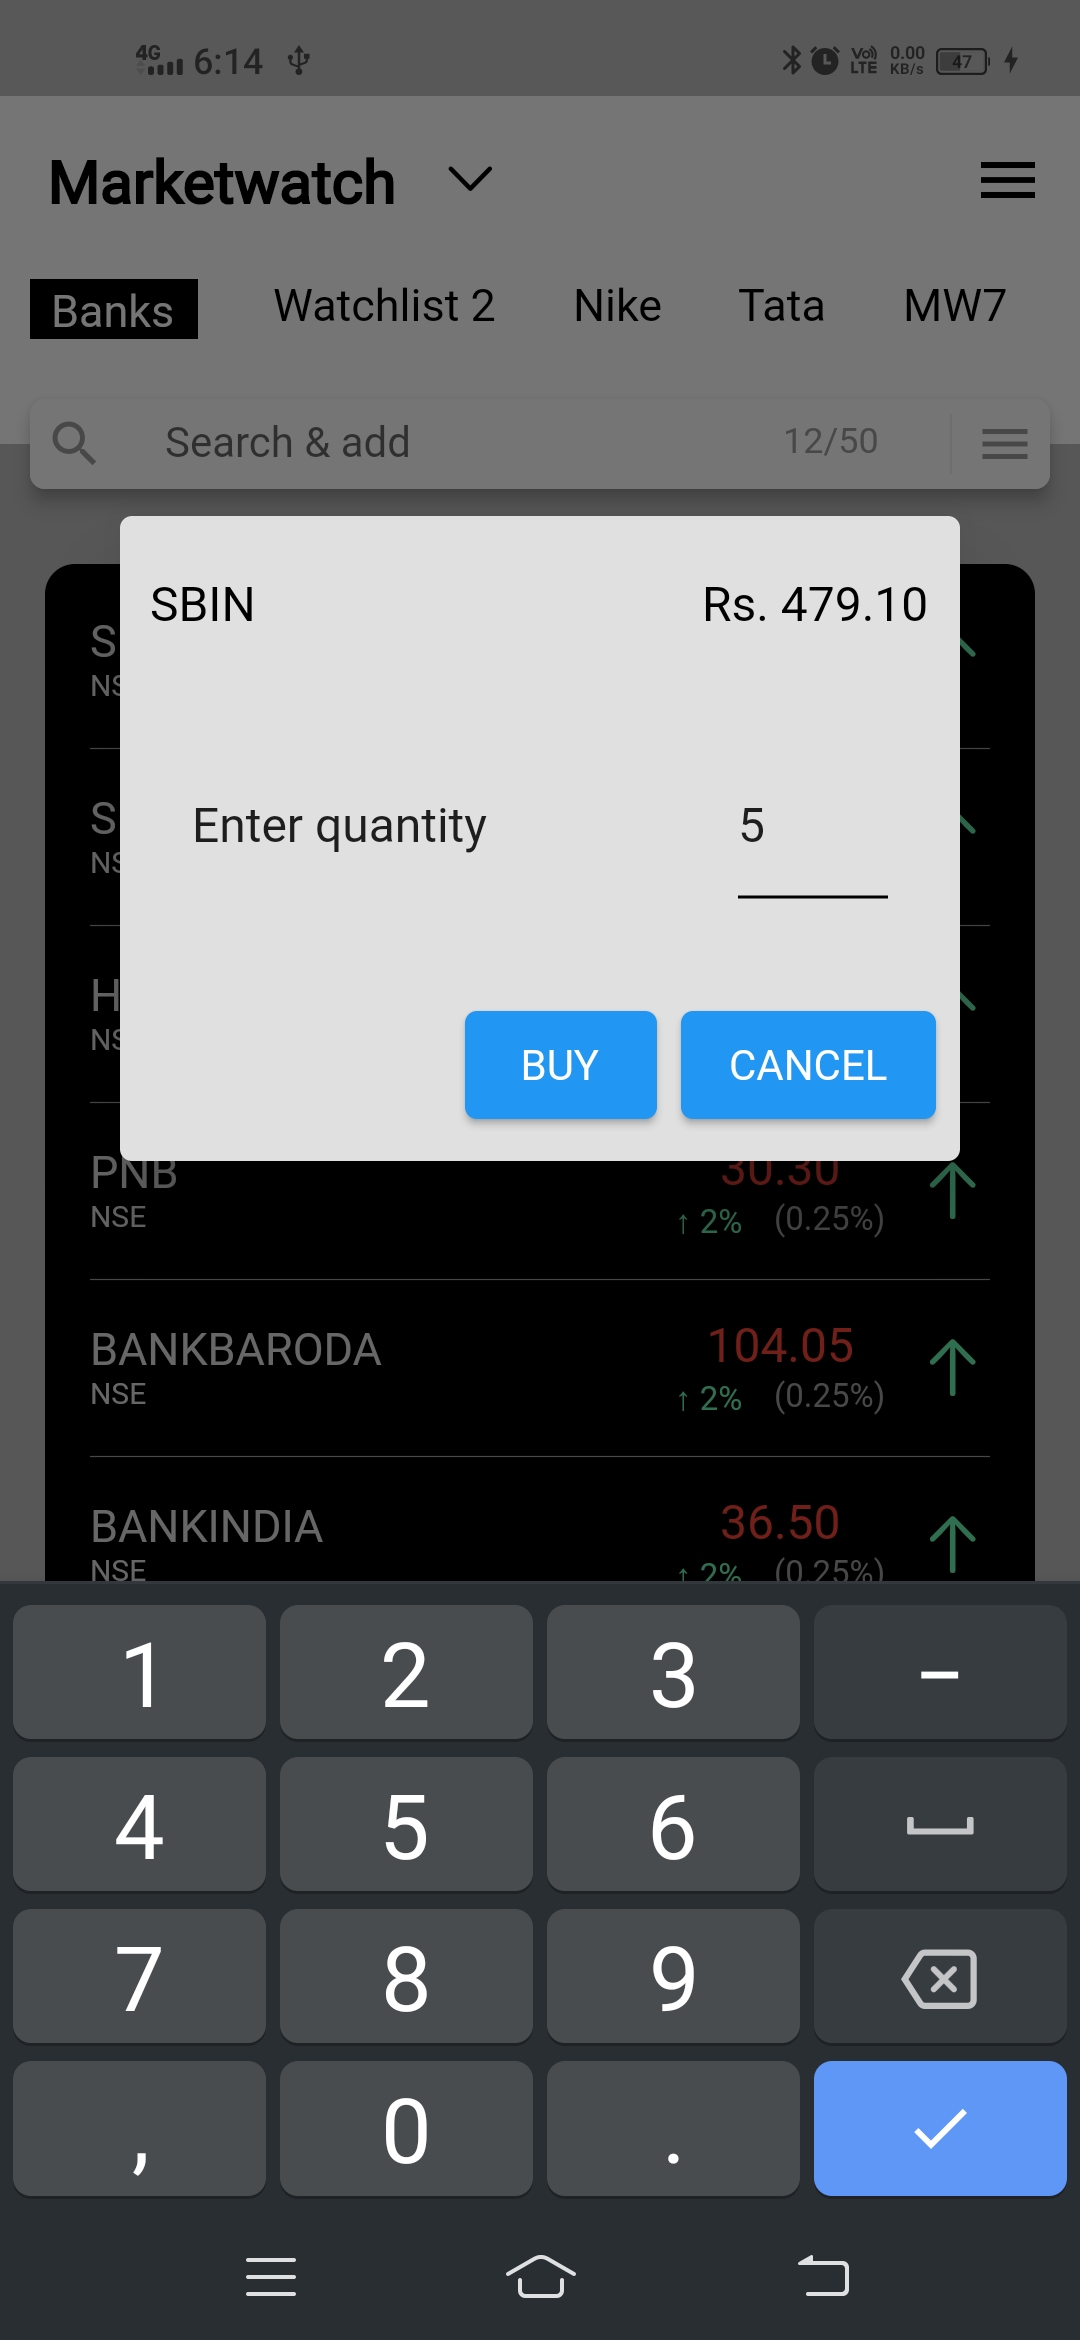 4G 6:14 Vo) LTE 0.00 KB/s 47
Marketwatch
Banks Watchlist 2 Nike Tata MW7
Search & add 12/50
SBIN Rs. 479.10
S
NS
Enter quantity 5
S
NS
H
NS
BUY CANCEL
PNB 30.30
NSE ↑ 2% (0.25%)
BANKBARODA 104.05
NSE ↑ 2% (0.25%)
BANKINDIA 36.50
NSE ↑ 2% (0.25%)
1 2 3 –
4 5 6
7 8 9
, 0 .